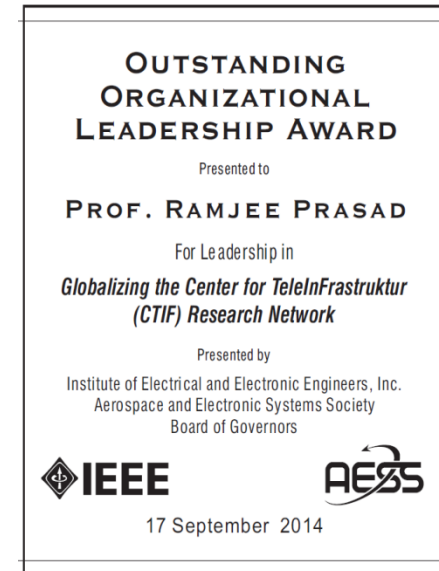 OUTSTANDING
ORGANIZATIONAL
LEADERSHIP AWARD
Presented to
PROF. RAMJEE PRASAD
For Leadership in
Globalizing the Center for TeleInFrastruktur
(CTIF) Research Network
Presented by
Institute of Electrical and Electronic Engineers, Inc.
Aerospace and Electronic Systems Society
Board of Governors
IEEE AESS
17 September 2014